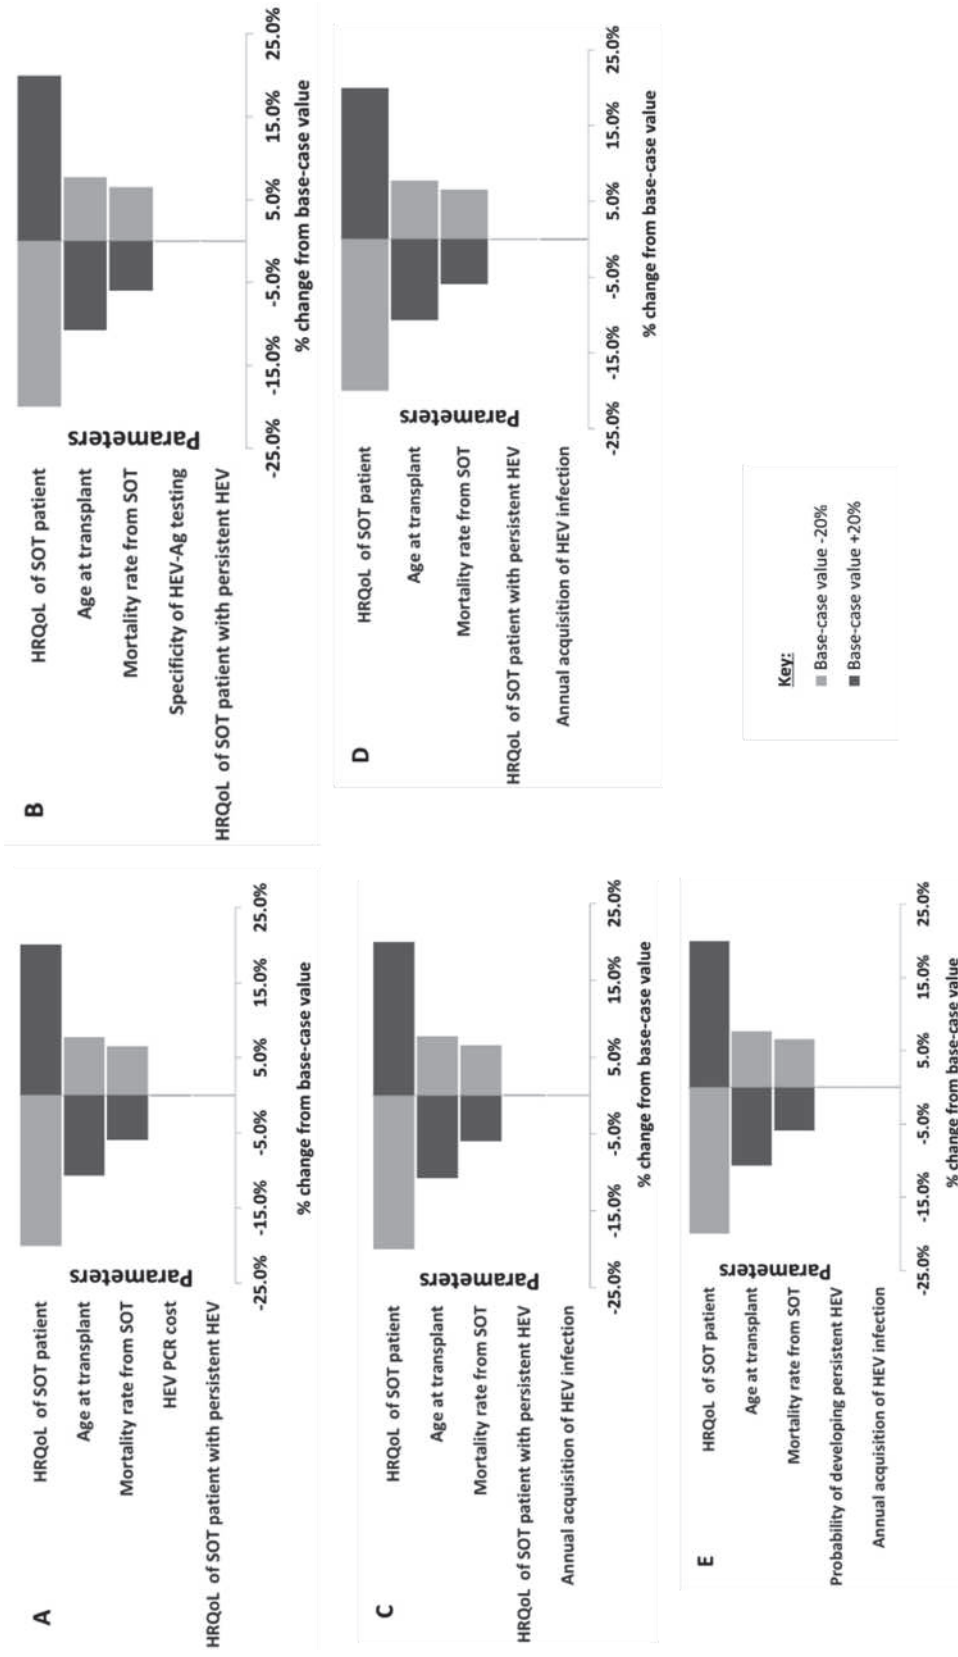 A
HRQoL of SOT patient
Age at transplant
Mortality rate from SOT
HEV PCR cost
HRQoL of SOT patient with persistent HEV
Parameters
-25.0% -15.0% -5.0% 5.0% 15.0% 25.0%
% change from base-case value
B
HRQoL of SOT patient
Age at transplant
Mortality rate from SOT
Specificity of HEV-Ag testing
HRQoL of SOT patient with persistent HEV
Parameters
-25.0% -15.0% -5.0% 5.0% 15.0% 25.0%
% change from base-case value
C
HRQoL of SOT patient
Age at transplant
Mortality rate from SOT
HRQoL of SOT patient with persistent HEV
Annual acquisition of HEV infection
Parameters
-25.0% -15.0% -5.0% 5.0% 15.0% 25.0%
% change from base-case value
D
HRQoL of SOT patient
Age at transplant
Mortality rate from SOT
HRQoL of SOT patient with persistent HEV
Annual acquisition of HEV infection
Parameters
-25.0% -15.0% -5.0% 5.0% 15.0% 25.0%
% change from base-case value
E
HRQoL of SOT patient
Age at transplant
Mortality rate from SOT
Probability of developing persistent HEV
Annual acquisition of HEV infection
Parameters
-25.0% -15.0% -5.0% 5.0% 15.0% 25.0%
% change from base-case value
Key:
Base-case value -20%
Base-case value +20%